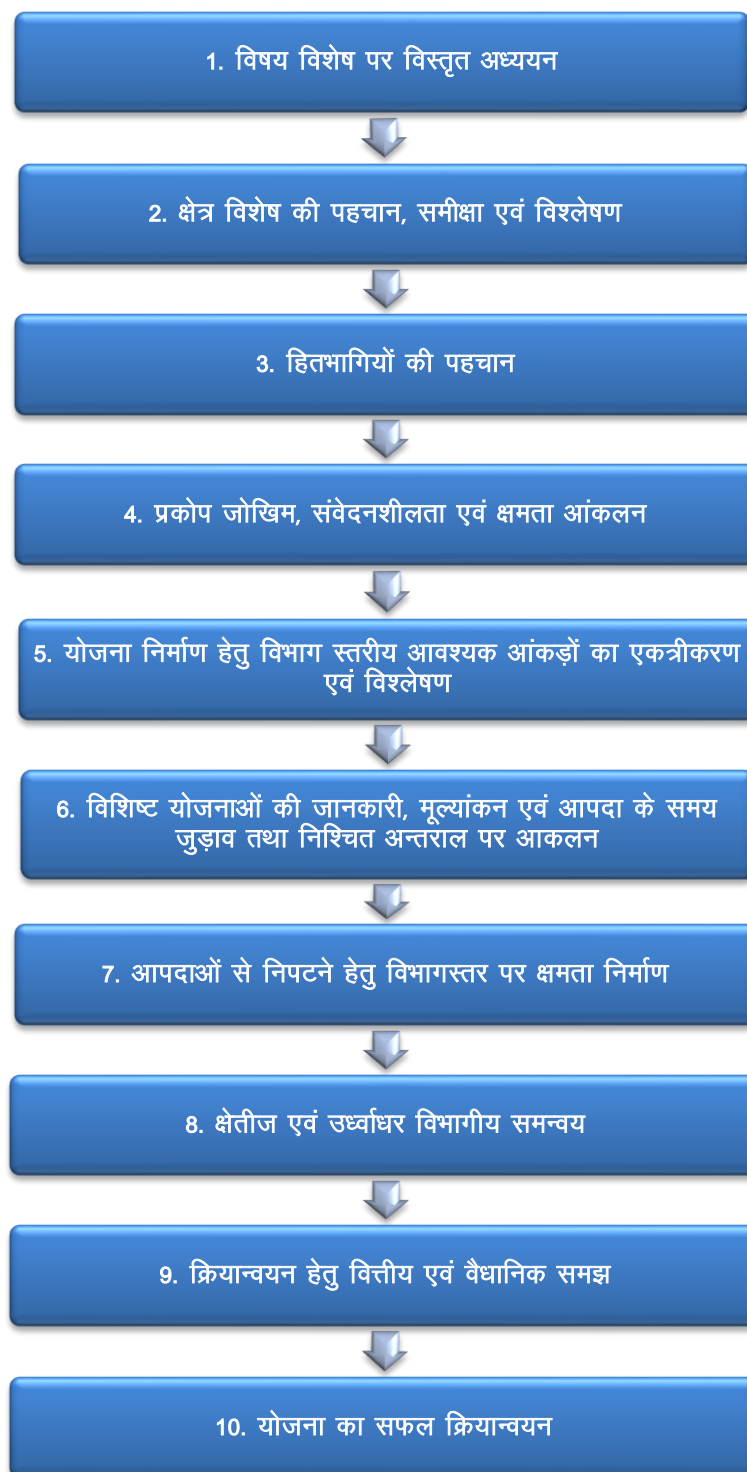 1. विषय विशेष पर विस्तृत अध्ययन
2. क्षेत्र विशेष की पहचान, समीक्षा एवं विश्लेषण
3. हितभागियों की पहचान
4. प्रकोप जोखिम, संवेदनशीलता एवं क्षमता आंकलन
5. योजना निर्माण हेतु विभाग स्तरीय आवश्यक आंकड़ों का एकत्रीकरण
एवं विश्लेषण
6. विशिष्ट योजनाओं की जानकारी, मूल्यांकन एवं आपदा के समय
जुड़ाव तथा निश्चित अन्तराल पर आकलन
7. आपदाओं से निपटने हेतु विभागस्तर पर क्षमता निर्माण
8. क्षेतीज एवं उर्ध्वाधर विभागीय समन्वय
9. क्रियान्वयन हेतु वित्तीय एवं वैधानिक समझ
10. योजना का सफल क्रियान्वयन